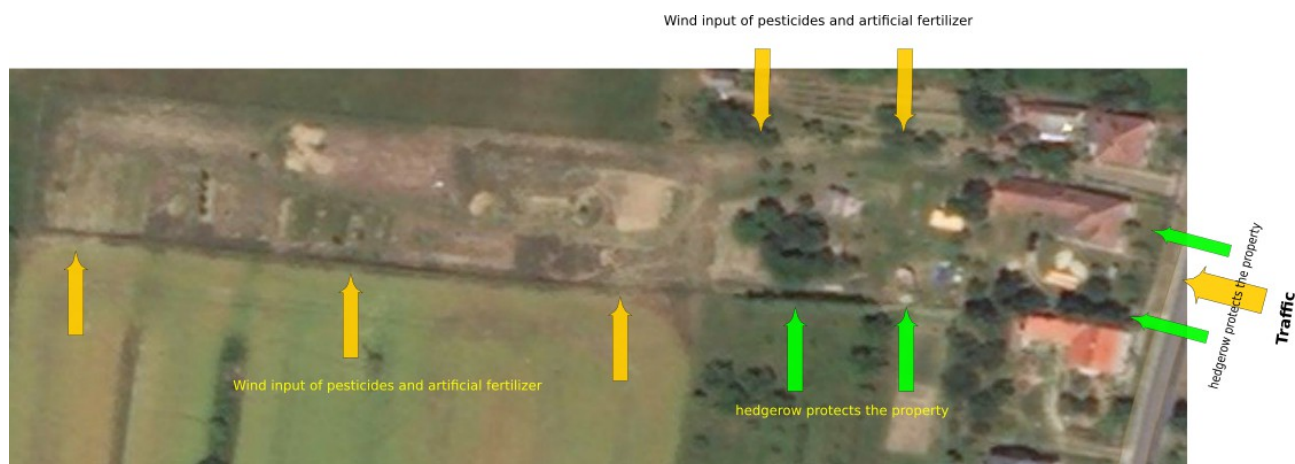 Wind input of pesticides and artificial fertilizer
hedgerow protects the property
Traffic
Wind input of pesticides and artificial fertilizer
hedgerow protects the property